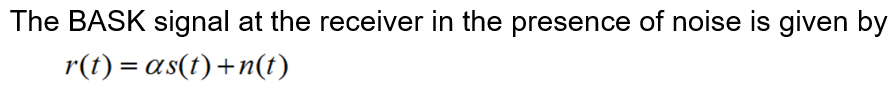 The BASK signal at the receiver in the presence of noise is given by
r(t) = αs(t)+n(t)